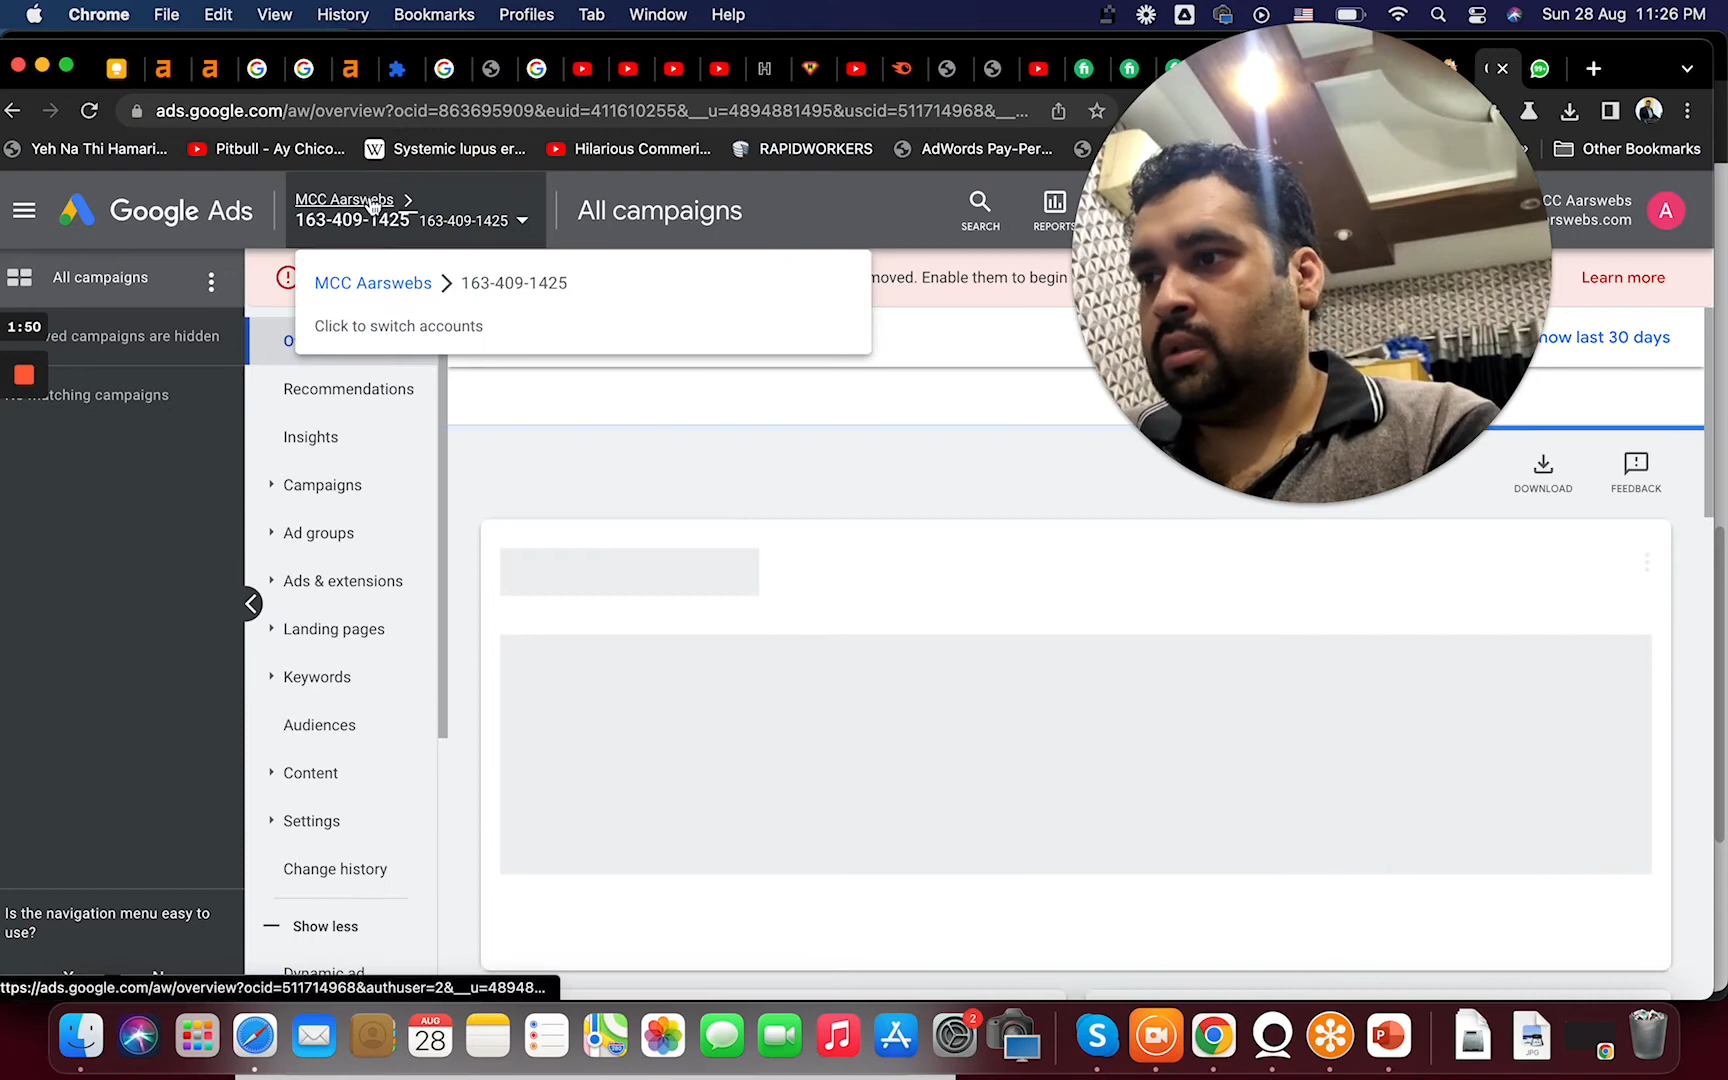 Chrome File Edit View History Bookmarks Profiles Tab Window Help
Sun 28 Aug 11:26 PM
ads.google.com/aw/overview?ocid=863695909&euid=411610255&__u=4894881495&uscid=511714968&__...
99+
Yeh Na Thi Hamari...
Pitbull - Ay Chico...
W Systemic lupus er...
Hilarious Commeri...
RAPIDWORKERS
AdWords Pay-Per...
»
Other Bookmarks
Google Ads
MCC Aarswebs >
163-409-1425 163-409-1425
All campaigns
SEARCH
REPORTS
CC Aarswebs
rswebs.com
A
All campaigns
MCC Aarswebs > 163-409-1425
Click to switch accounts
moved. Enable them to begin
Learn more
1:50
ved campaigns are hidden
now last 30 days
tching campaigns
Recommendations
Insights
Campaigns
Ad groups
Ads & extensions
Landing pages
Keywords
Audiences
Content
Settings
Change history
Show less
Dynamic ad
DOWNLOAD
FEEDBACK
Is the navigation menu easy to
use?
ttps://ads.google.com/aw/overview?ocid=511714968&authuser=2&__u=48948...
AUG
28
2
JPG